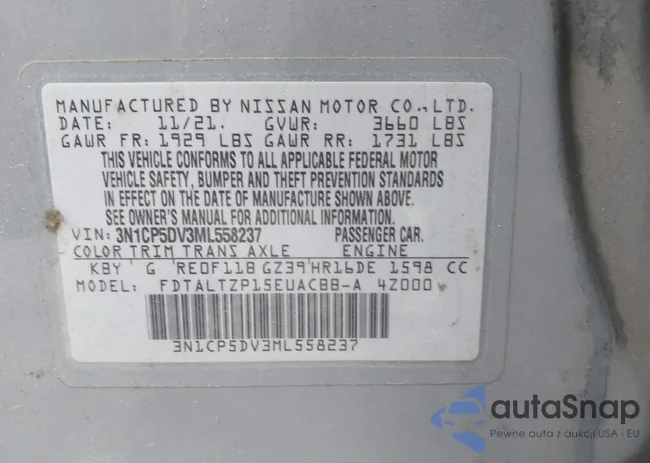 MANUFACTURED BY NISSAN MOTOR CO.,LTD.
DATE: 11/21. GVWR: 3660 LBS
GAWR FR: 1929 LBS GAWR RR: 1731 LBS
THIS VEHICLE CONFORMS TO ALL APPLICABLE FEDERAL MOTOR
VEHICLE SAFETY, BUMPER AND THEFT PREVENTION STANDARDS
IN EFFECT ON THE DATE OF MANUFACTURE SHOWN ABOVE.
SEE OWNER'S MANUAL FOR ADDITIONAL INFORMATION.
VIN: 3N1CP5DV3ML558237 PASSENGER CAR.
COLOR TRIM TRANS AXLE ENGINE
KBY G RE0F11B GZ39 HR16DE 1598 CC
MODEL: FDTALTZP15EUACBB-A 4Z000
3N1CP5DV3ML558237
autaSnap
Pewne auta z aukcji USA i EU